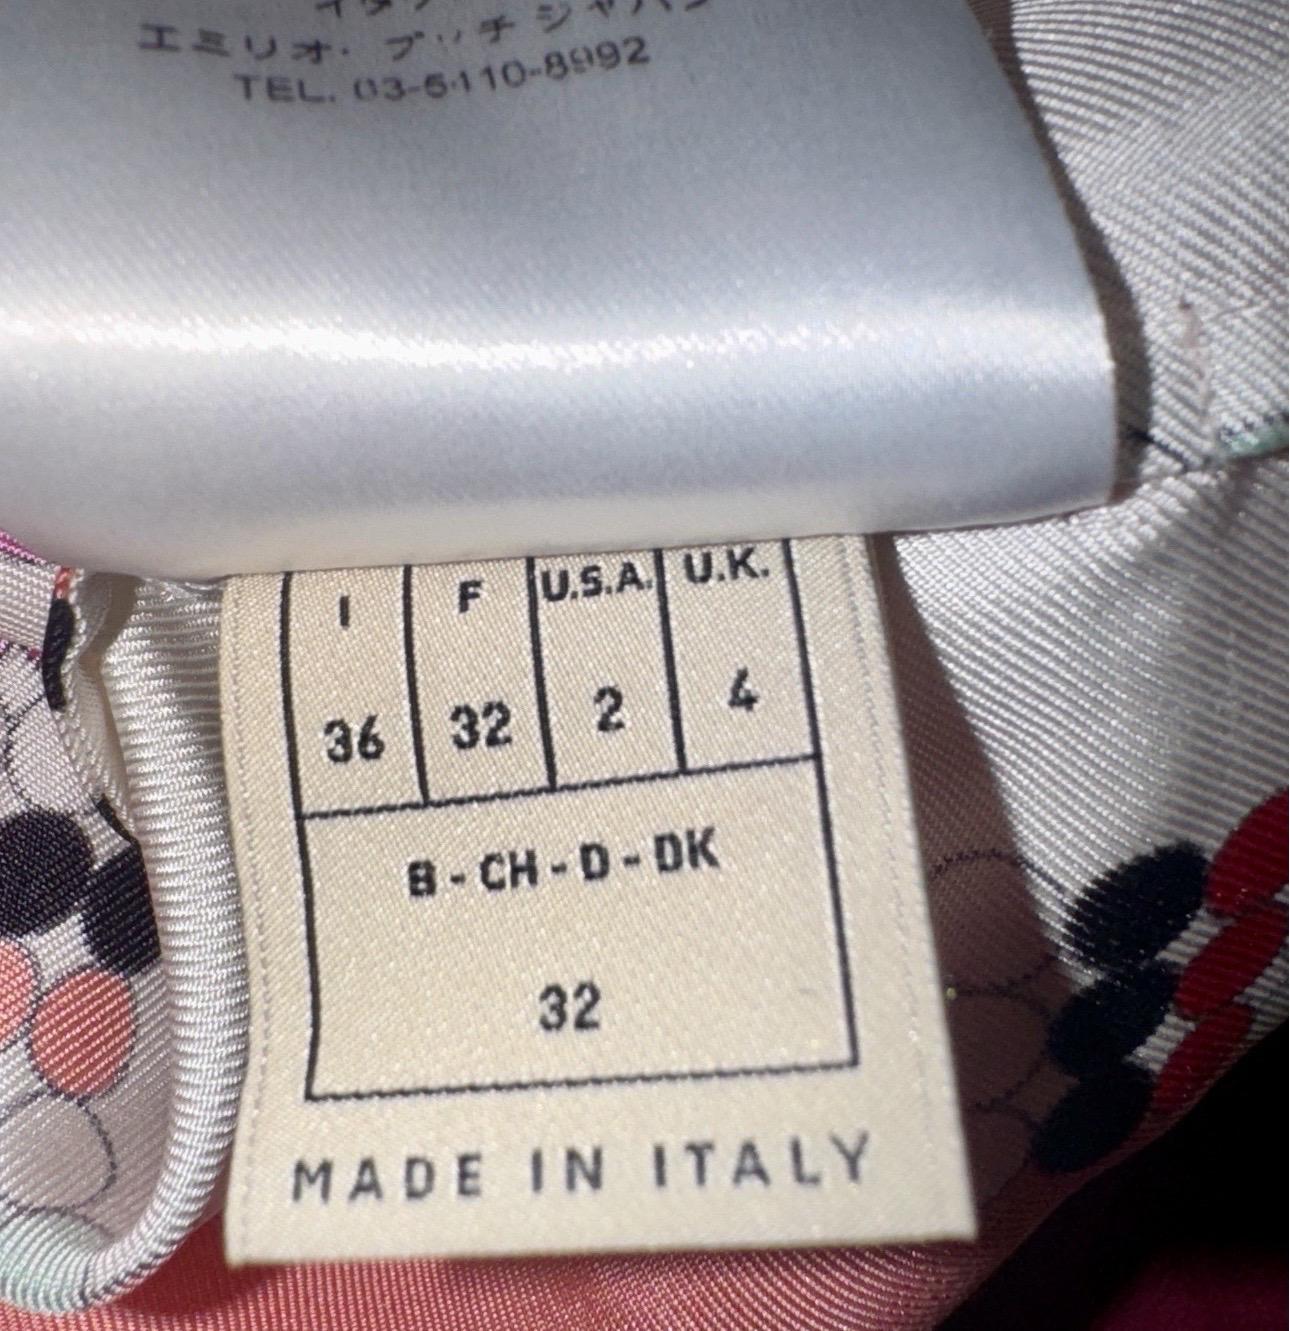 エミリオ・プッチ ジャパン
TEL. 03-5410-8992
I F U.S.A. U.K.
36 32 2 4
B - CH - D - DK
32
MADE IN ITALY